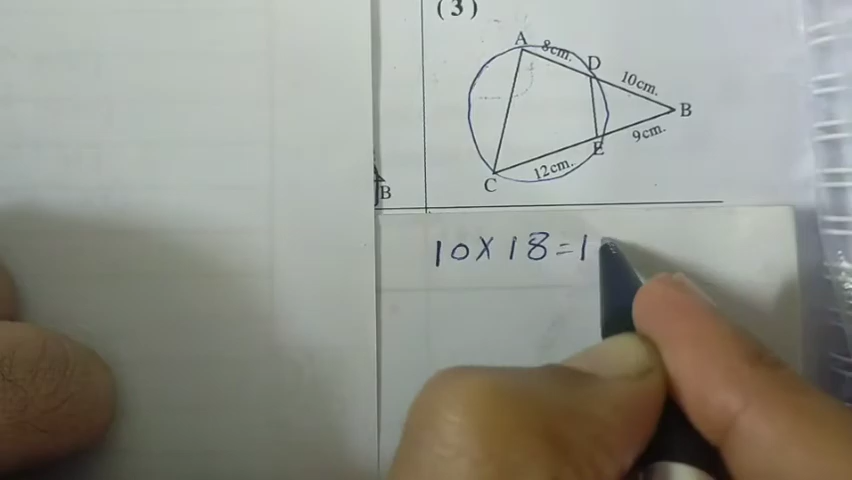 (3)
A
8cm.
D
10cm.
B
9cm.
E
12cm.
C
B
10 X 18 = 1